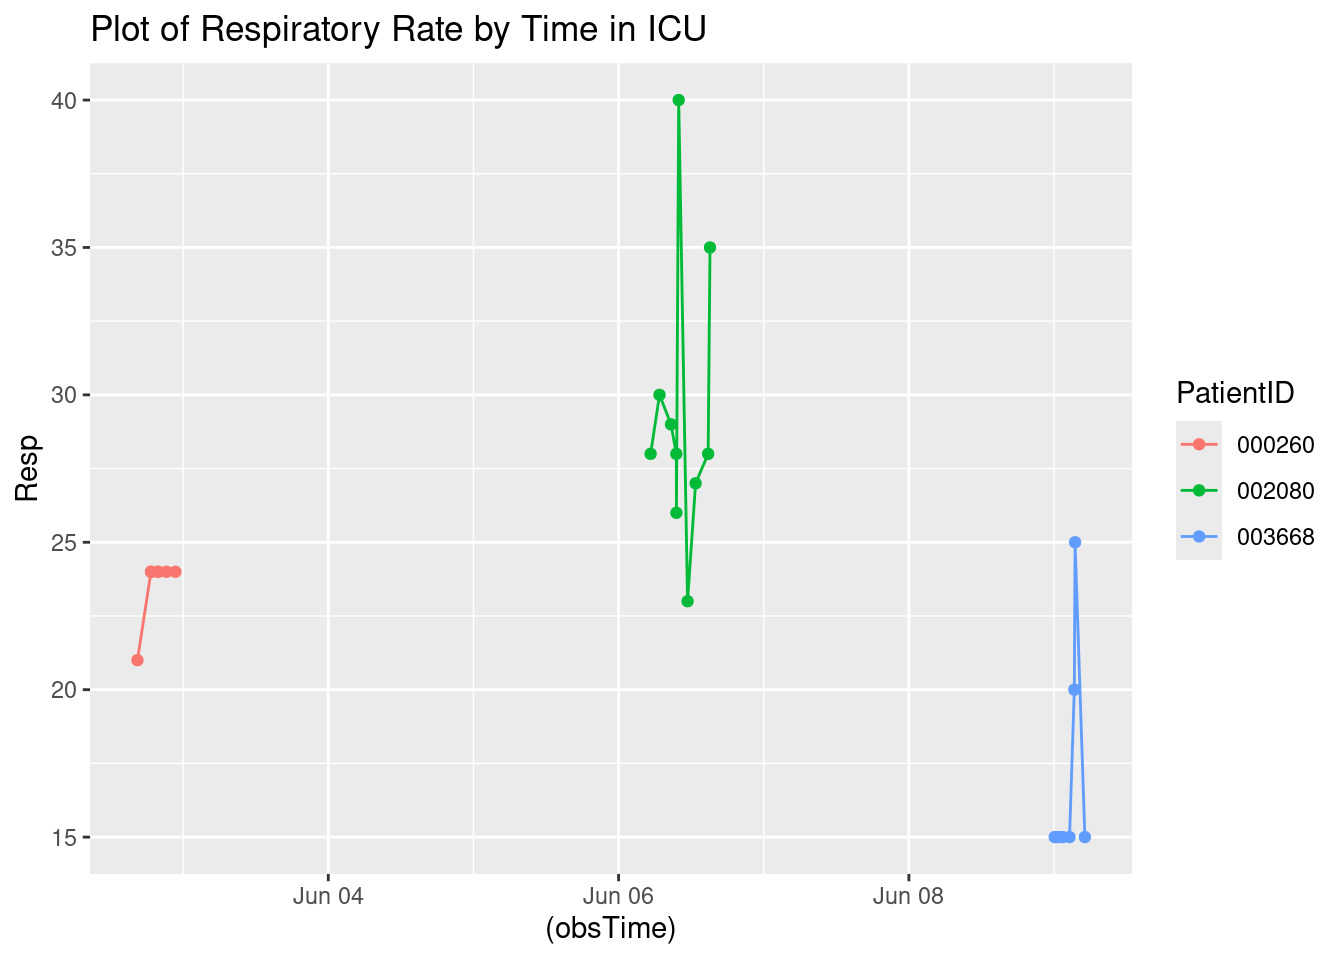 Plot of Respiratory Rate by Time in ICU
40
35
30
25
20
15
Resp
Jun 04
Jun 06
Jun 08
(obsTime)
PatientID
000260
002080
003668